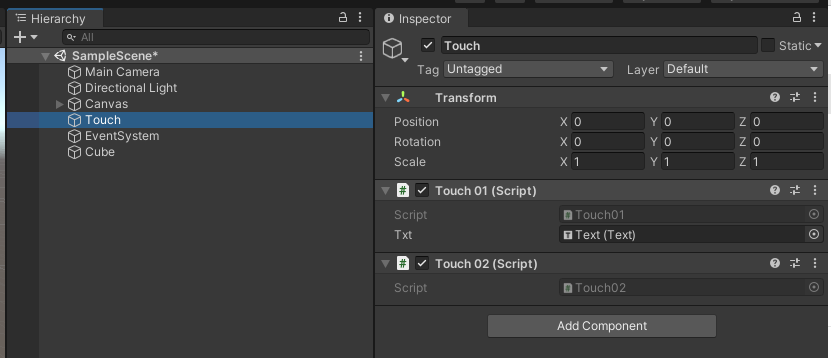 Hierarchy
All
SampleScene*
Main Camera
Directional Light
Canvas
Touch
EventSystem
Cube
Inspector
Touch Static
Tag Untagged Layer Default
Transform
Position X 0 Y 0 Z 0
Rotation X 0 Y 0 Z 0
Scale X 1 Y 1 Z 1
# Touch 01 (Script)
Script Touch01
Txt Text (Text)
# Touch 02 (Script)
Script Touch02
Add Component